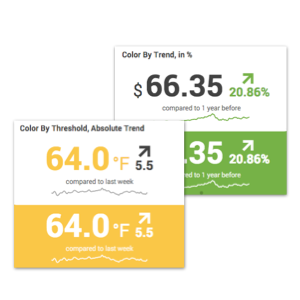 Color By Trend, in %
$ 66.35 20.86%
compared to 1 year before
.35 20.86%
d to 1 year before
Color By Threshold, Absolute Trend
64.0 °F 5.5
compared to last week
64.0 °F 5.5
compared to last week